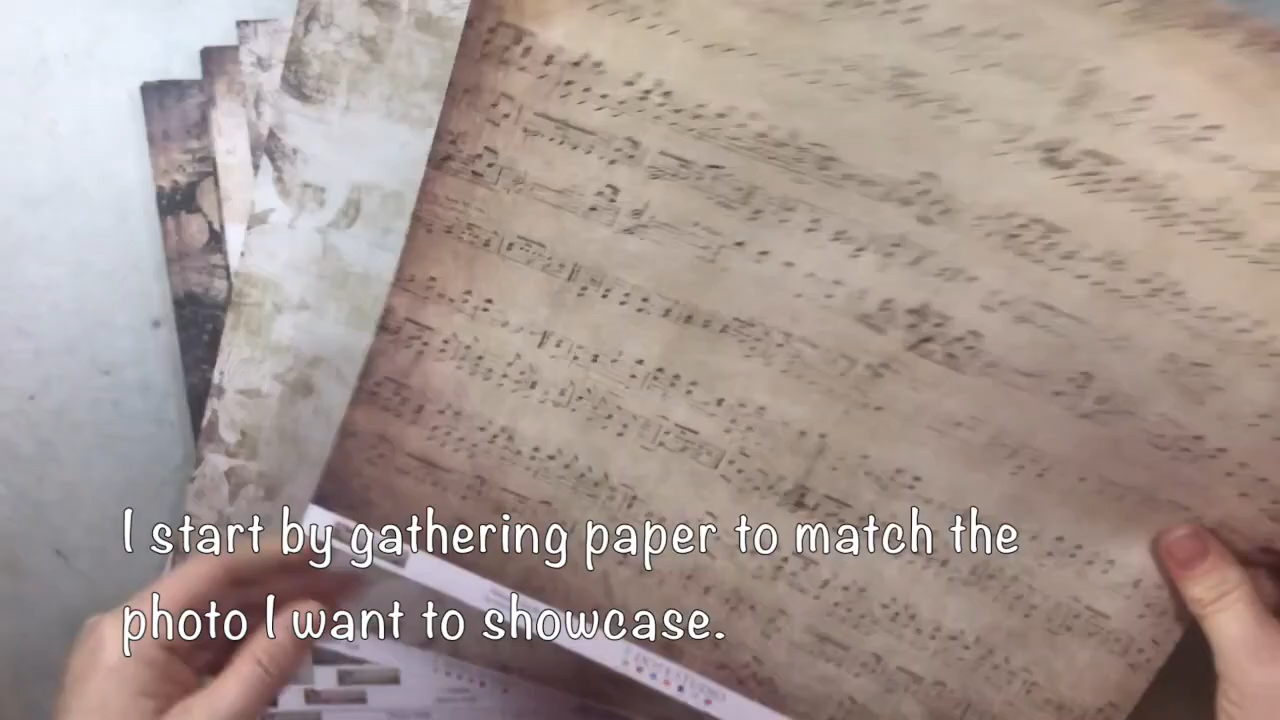 I start by gathering paper to match the
photo I want to showcase.